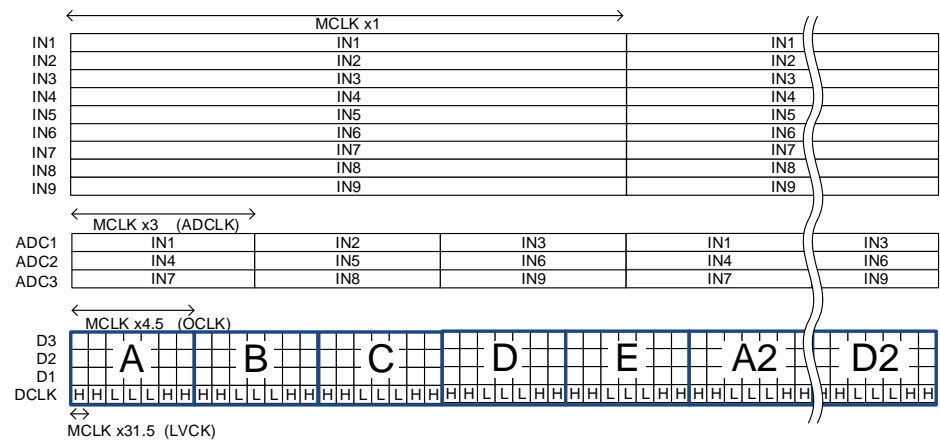 MCLK x1
IN1 IN1 IN1
IN2 IN2 IN2
IN3 IN3 IN3
IN4 IN4 IN4
IN5 IN5 IN5
IN6 IN6 IN6
IN7 IN7 IN7
IN8 IN8 IN8
IN9 IN9 IN9
MCLK x3 (ADCLK)
ADC1 IN1 IN2 IN3 IN1 IN3
ADC2 IN4 IN5 IN6 IN4 IN6
ADC3 IN7 IN8 IN9 IN7 IN9
MCLK x4.5 (OCLK)
D3
D2 A B C D E A2 D2
D1
DCLK H H L L L H H H H L L L H H H H L L L H H H H L L L H H H H L L L H H H H L L L H H H H L L L H H
MCLK x31.5 (LVCK)